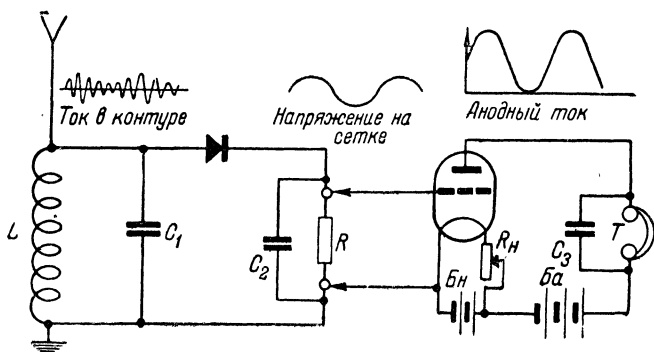 Ток в контуре
Напряжение на
сетке
Анодный ток
L
C₁
C₂
R
Rн
Бн
C₃
T
Ба